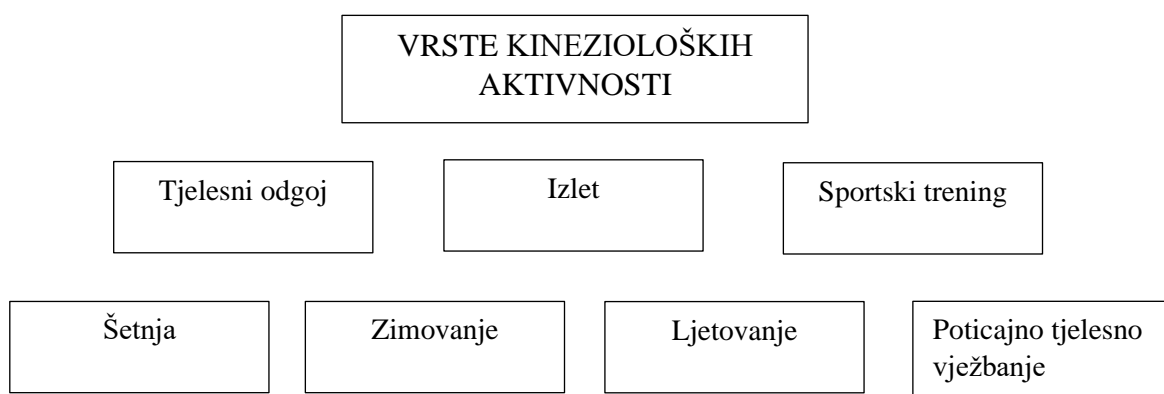 VRSTE KINEZIOLOŠKIH
AKTIVNOSTI
Tjelesni odgoj
Izlet
Sportski trening
Šetnja
Zimovanje
Ljetovanje
Poticajno tjelesno
vježbanje